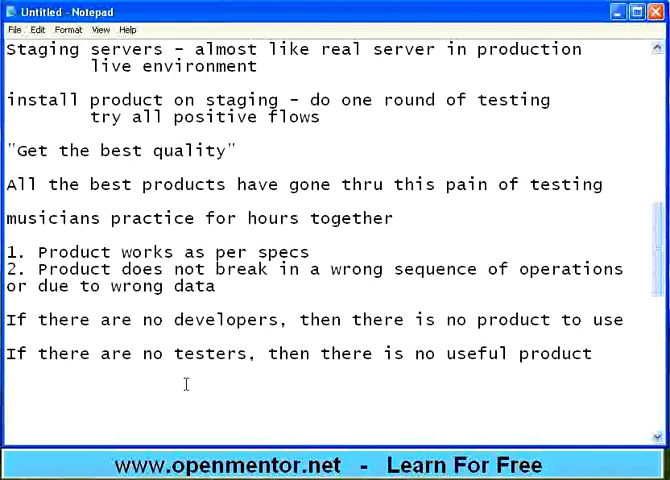 Untitled - Notepad
File Edit Format View Help
Staging servers - almost like real server in production
live environment
install product on staging - do one round of testing
try all positive flows
"Get the best quality"
All the best products have gone thru this pain of testing
musicians practice for hours together
1. Product works as per specs
2. Product does not break in a wrong sequence of operations
or due to wrong data
If there are no developers, then there is no product to use
If there are no testers, then there is no useful product
www.openmentor.net - Learn For Free